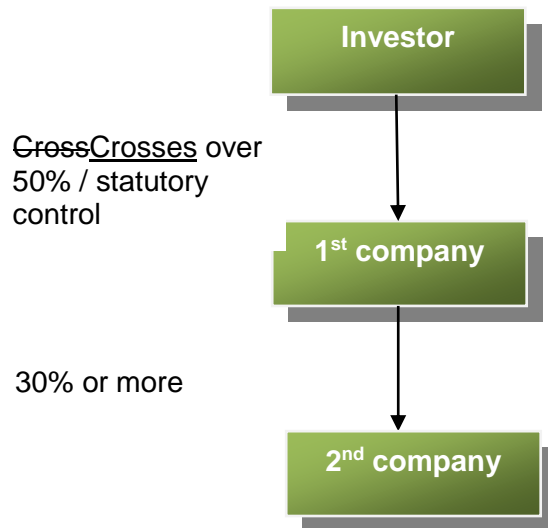 Investor
CrossCrosses over
50% / statutory
control
1st company
30% or more
2nd company